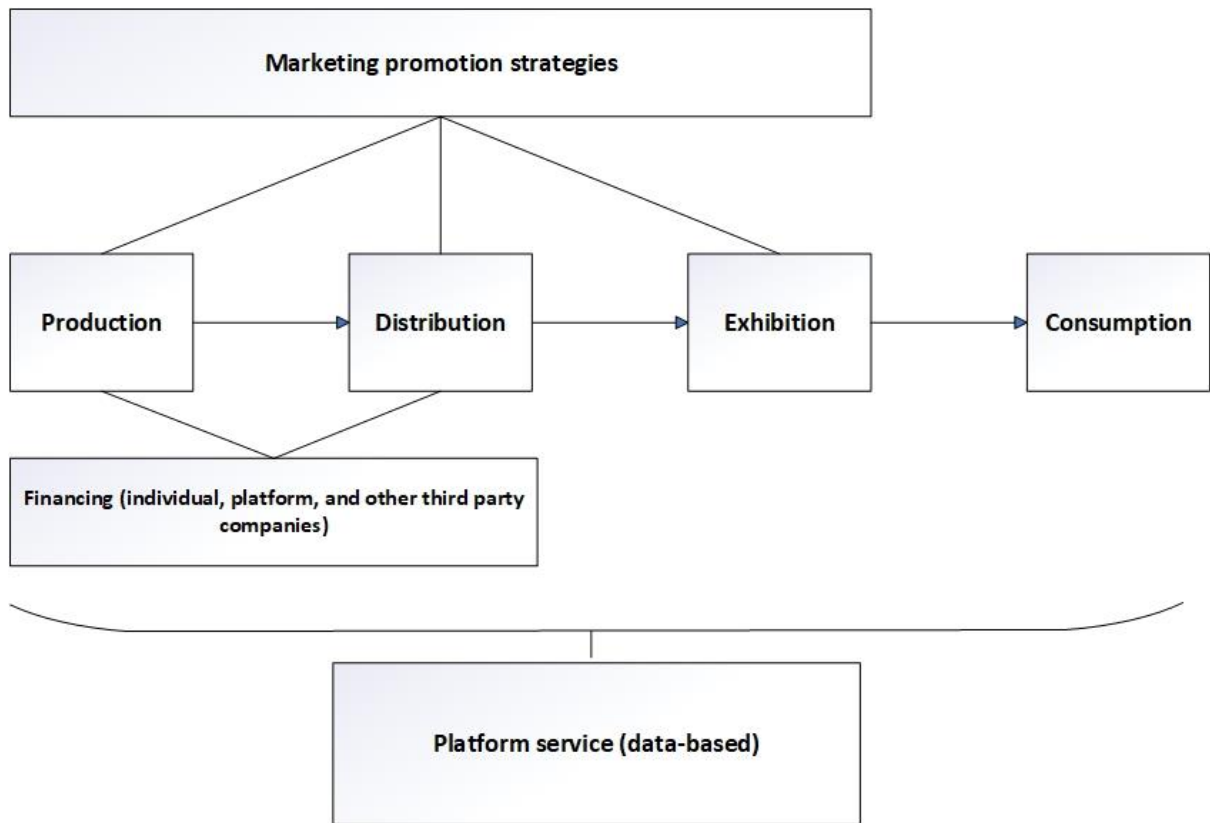 Marketing promotion strategies
Production
Distribution
Exhibition
Consumption
Financing (individual, platform, and other third party
companies)
Platform service (data-based)